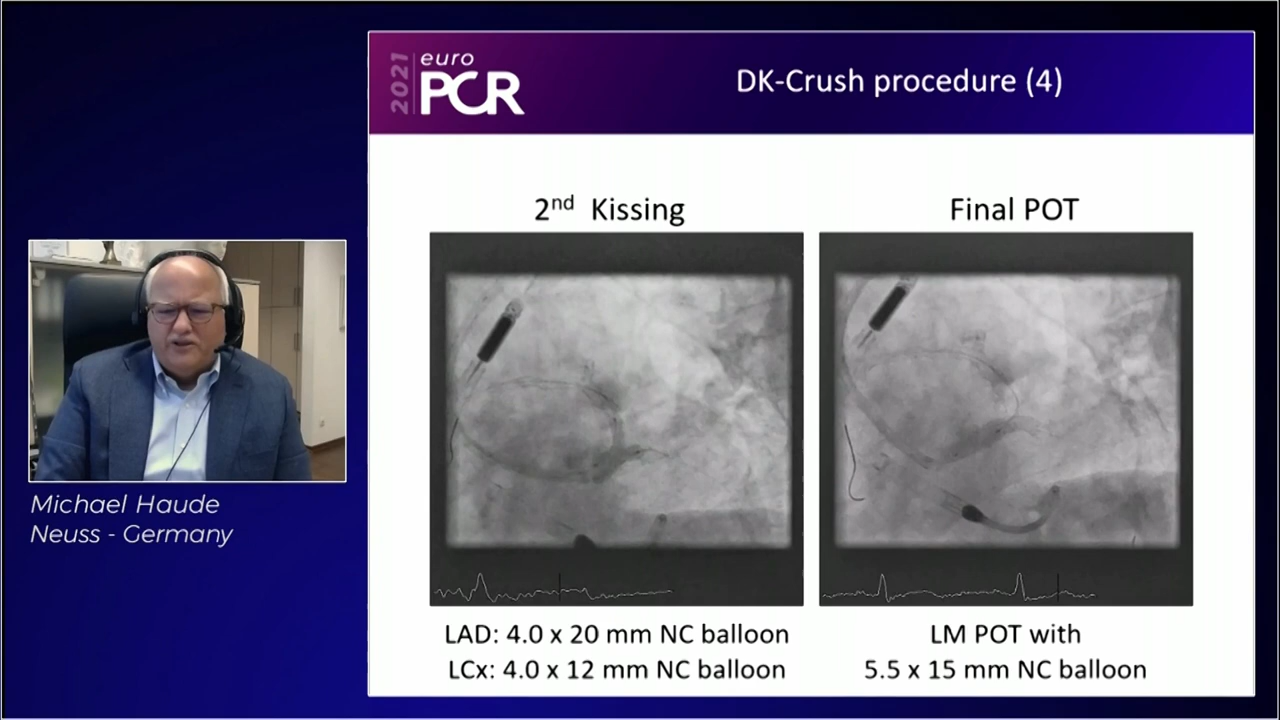 2021
euro
PCR
DK-Crush procedure (4)
2nd Kissing
Final POT
Michael Haude
Neuss - Germany
LAD: 4.0 x 20 mm NC balloon
LCx: 4.0 x 12 mm NC balloon
LM POT with
5.5 x 15 mm NC balloon